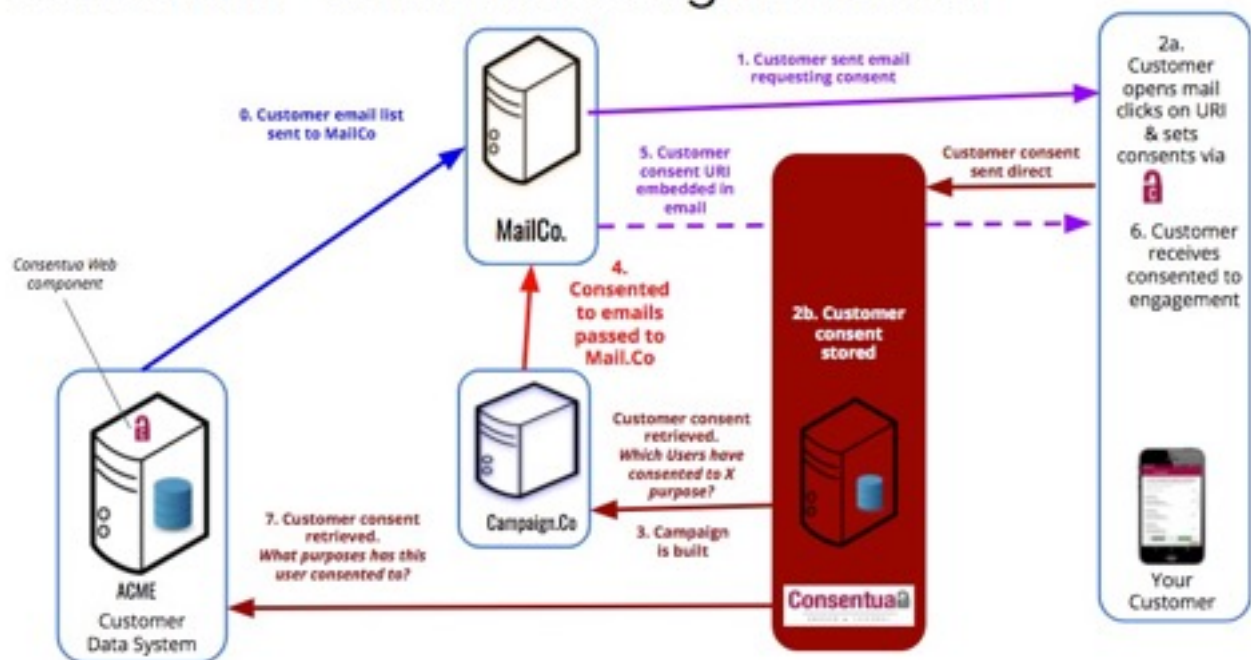 0. Customer email list
sent to MailCo
1. Customer sent email
requesting consent
2a.
Customer
opens mail
clicks on URI
& sets
consents via
Customer consent
sent direct
5. Customer
consent URI
embedded in
email
MailCo.
6. Customer
receives
consented to
engagement
Consentua Web
component
4.
Consented
to emails
passed to
Mail.Co
2b. Customer
consent
stored
Customer consent
retrieved.
Which Users have
consented to X
purpose?
Campaign.Co
3. Campaign
is built
7. Customer consent
retrieved.
What purposes has this
user consented to?
ACME
Customer
Data System
Consentua
Your
Customer